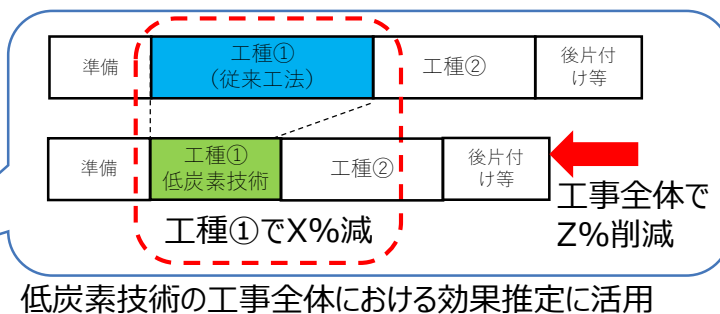 準備
工種①
（従来工法）
工種②
後片付
け等
準備
工種①
低炭素技術
工種②
後片付
け等
工種①でX%減
工事全体で
Z%削減
低炭素技術の工事全体における効果推定に活用